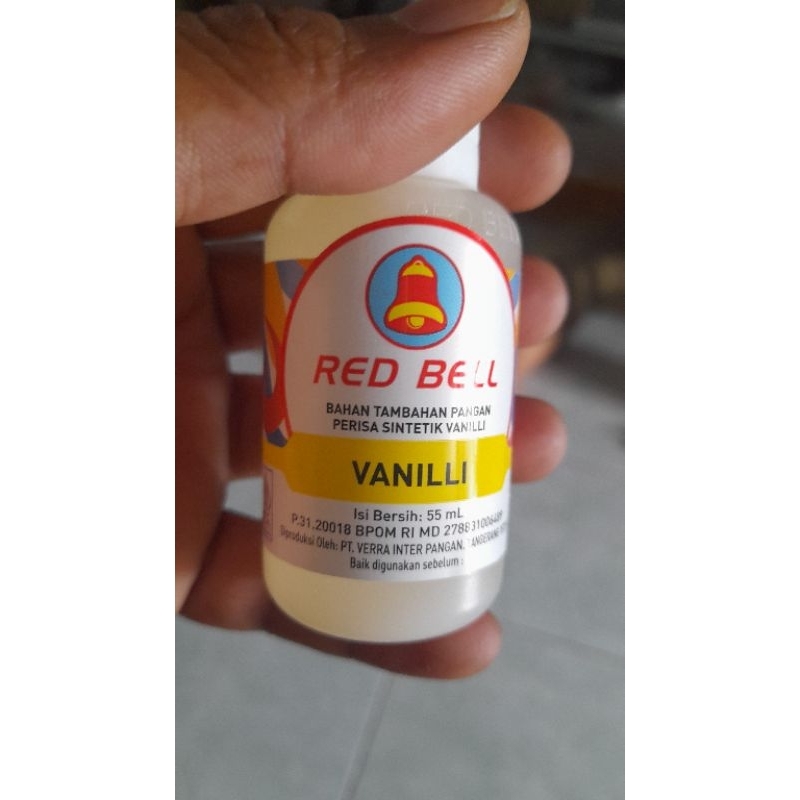 RED BELL
BAHAN TAMBAHAN PANGAN
PERISA SINTETIK VANILLI
VANILLI
Isi Bersih: 55 mL
P.31.20018 BPOM RI MD
Diproduksi Oleh: PT. VERRA INTER PANGAN,
Baik digunakan sebelum :